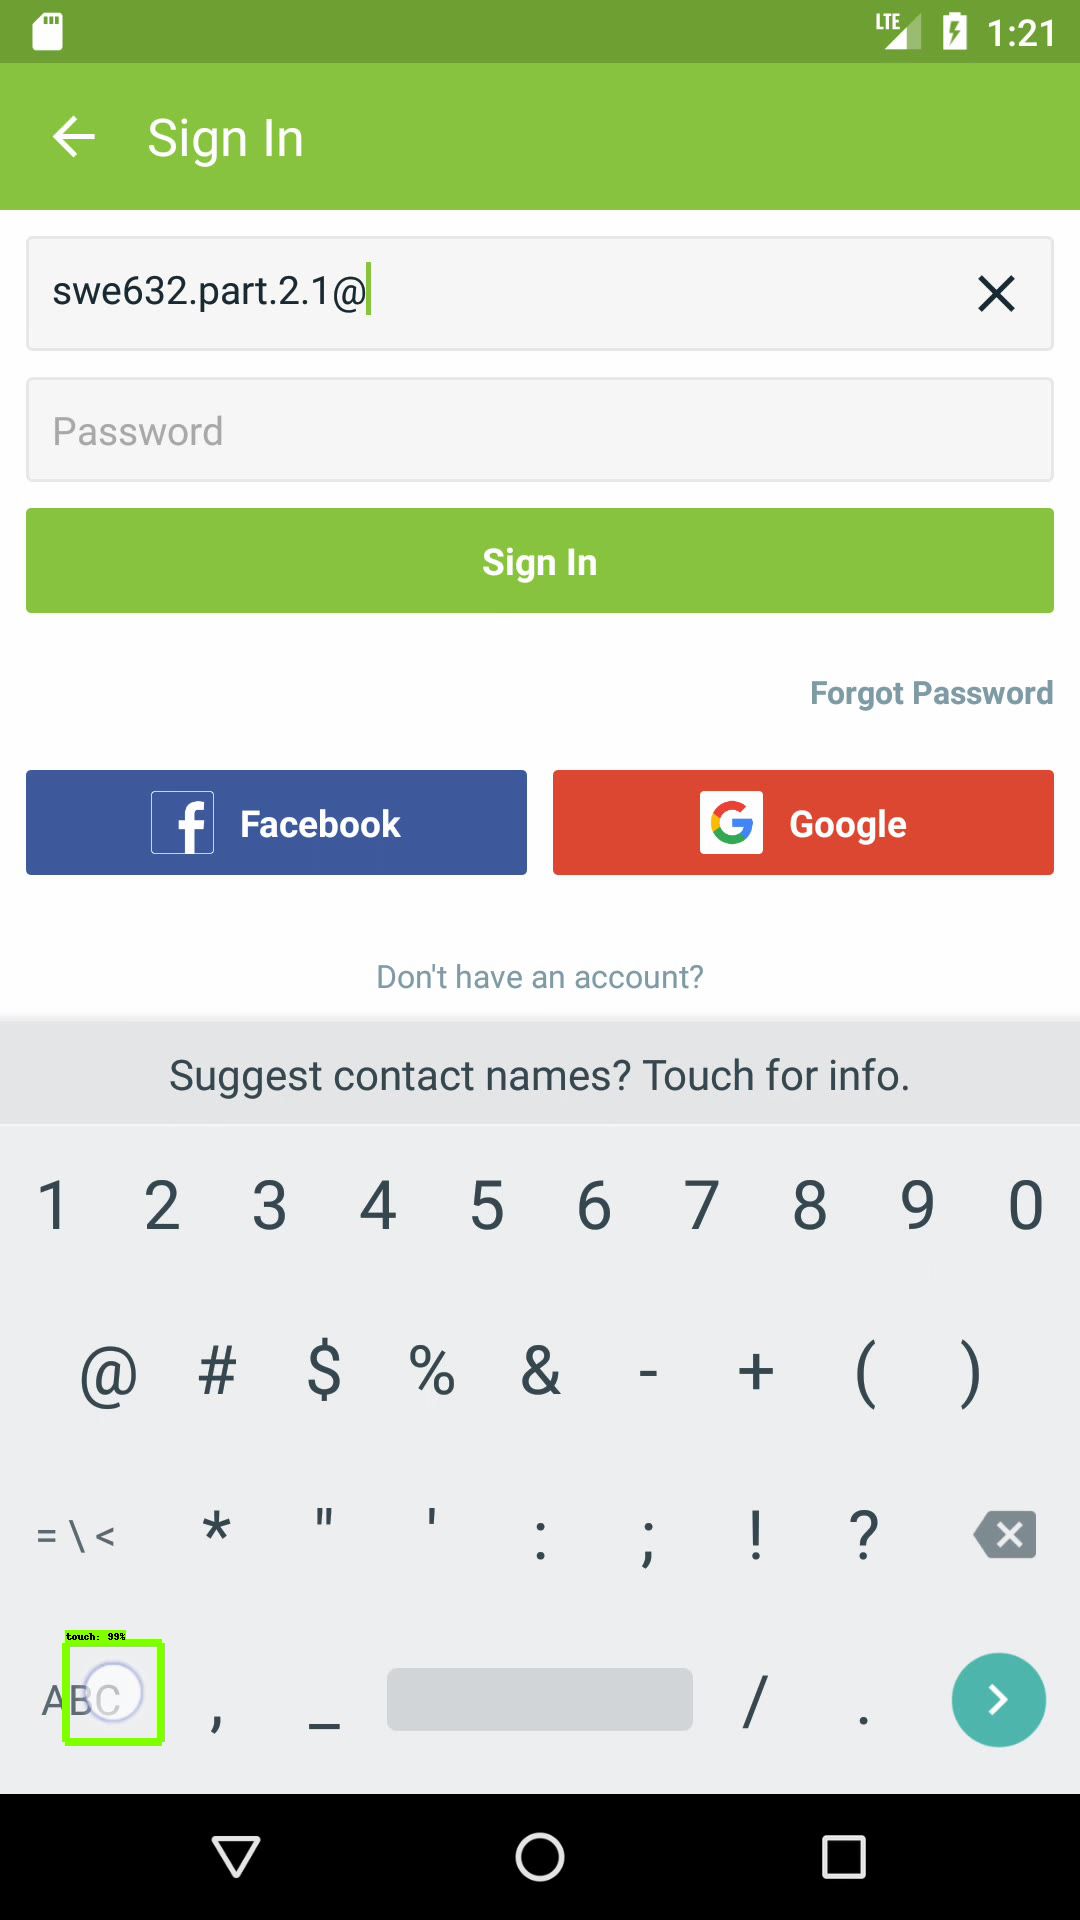 LTE 1:21
Sign In
swe632.part.2.1@
Password
Sign In
Forgot Password
Facebook Google
Don't have an account?
Suggest contact names? Touch for info.
1 2 3 4 5 6 7 8 9 0
@ # $ % & - + ( )
= \ < * " ' : ; ! ?
touch: 99%
ABC , _ / .